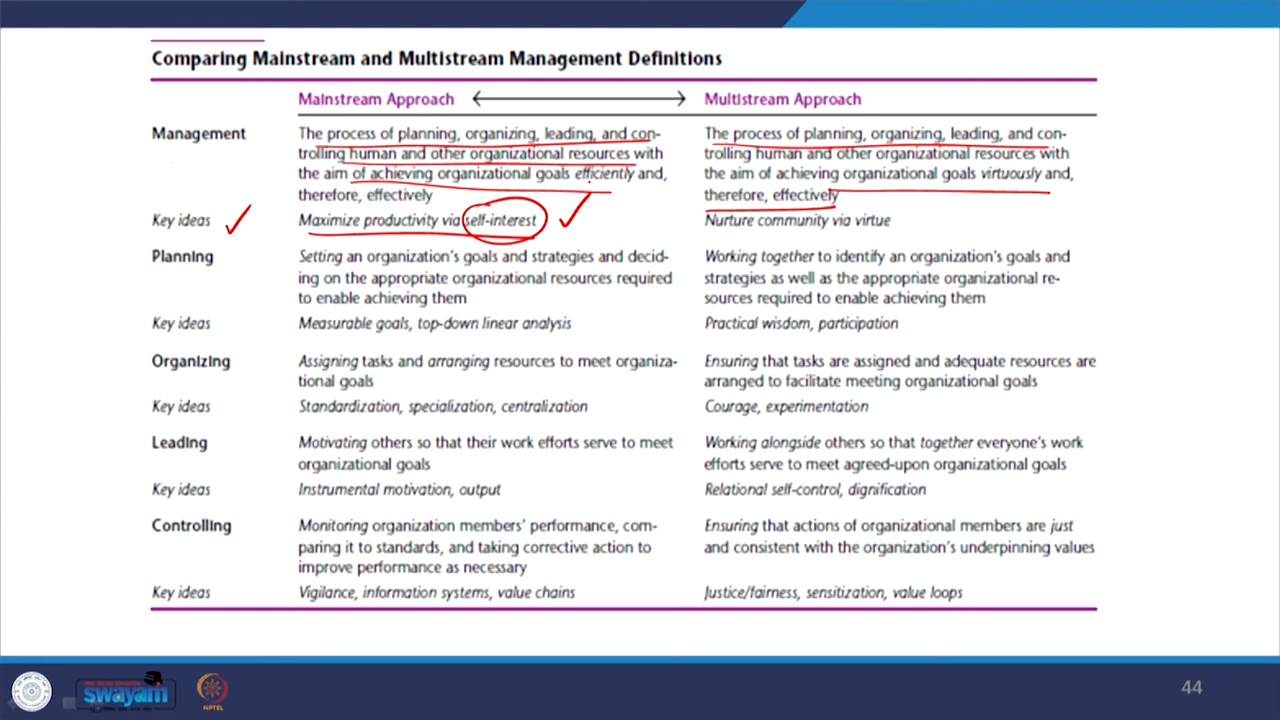 Comparing Mainstream and Multistream Management Definitions
Mainstream Approach
Multistream Approach
Management
The process of planning, organizing, leading, and con-
trolling human and other organizational resources with
the aim of achieving organizational goals efficiently and,
therefore, effectively
The process of planning, organizing, leading, and con-
trolling human and other organizational resources with
the aim of achieving organizational goals virtuously and,
therefore, effectively
Key ideas
Maximize productivity via self-interest
Nurture community via virtue
Planning
Setting an organization's goals and strategies and decid-
ing on the appropriate organizational resources required
to enable achieving them
Working together to identify an organization's goals and
strategies as well as the appropriate organizational re-
sources required to enable achieving them
Key ideas
Measurable goals, top-down linear analysis
Practical wisdom, participation
Organizing
Assigning tasks and arranging resources to meet organiza-
tional goals
Ensuring that tasks are assigned and adequate resources are
arranged to facilitate meeting organizational goals
Key ideas
Standardization, specialization, centralization
Courage, experimentation
Leading
Motivating others so that their work efforts serve to meet
organizational goals
Working alongside others so that together everyone's work
efforts serve to meet agreed-upon organizational goals
Key ideas
Instrumental motivation, output
Relational self-control, dignification
Controlling
Monitoring organization members' performance, com-
paring it to standards, and taking corrective action to
improve performance as necessary
Ensuring that actions of organizational members are just
and consistent with the organization's underpinning values
Key ideas
Vigilance, information systems, value chains
Justice/fairness, sensitization, value loops
swayam
NPTEL
44